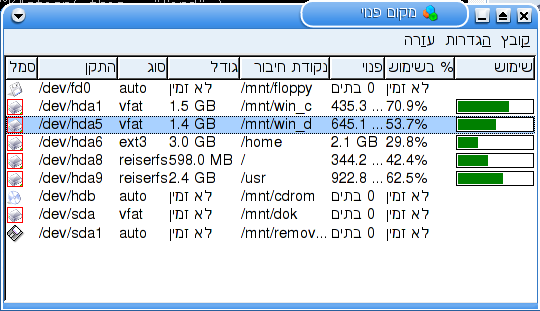 מקום פנוי
קובץ הגדרות עזרה
סמל התקן סוג גודל נקודת חיבור פנוי % בשימוש שימוש
/dev/fd0 auto לא זמין /mnt/floppy 0 בתים לא זמין
/dev/hda1 vfat 1.5 GB /mnt/win_c 435.3 ... 70.9%
/dev/hda5 vfat 1.4 GB /mnt/win_d 645.1 ... 53.7%
/dev/hda6 ext3 3.0 GB /home 2.1 GB 29.8%
/dev/hda8 reiserfs 598.0 MB / 344.2 ... 42.4%
/dev/hda9 reiserfs 2.4 GB /usr 922.8 ... 62.5%
/dev/hdb auto לא זמין /mnt/cdrom 0 בתים לא זמין
/dev/sda vfat לא זמין /mnt/dok 0 בתים לא זמין
/dev/sda1 auto לא זמין /mnt/remov... 0 בתים לא זמין